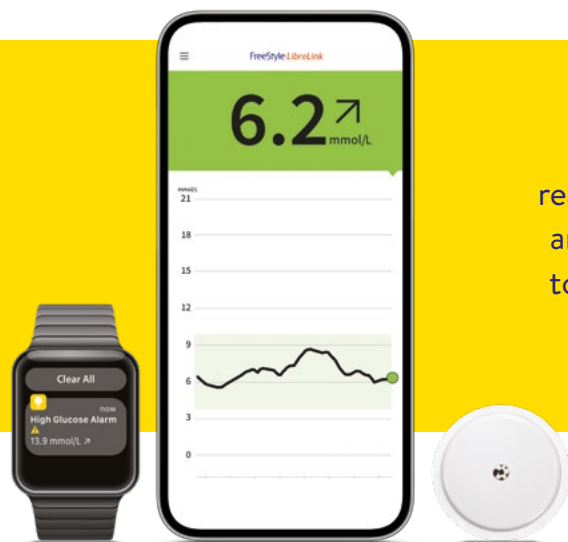 FreeStyle LibreLink
6.2
mmol/L
mmol/L
21
18
15
12
9
6
3
0
Clear All
now
High Glucose Alarm
13.9 mmol/L
re
ar
to